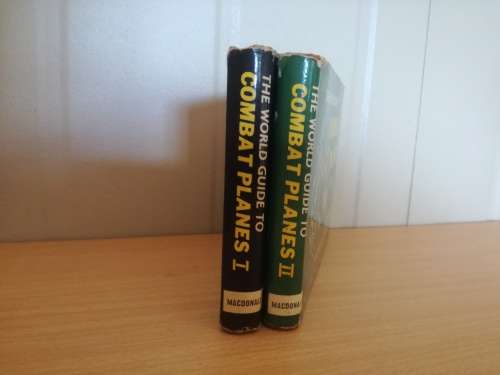 THE WORLD GUIDE TO
COMBAT PLANES I
MACDONALD
THE WORLD GUIDE TO
COMBAT PLANES II
MACDONALD